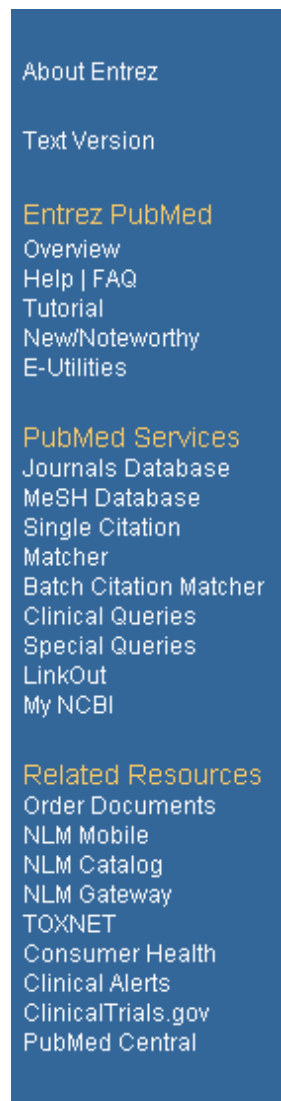 About Entrez
Text Version
Entrez PubMed
Overview
Help | FAQ
Tutorial
New/Noteworthy
E-Utilities
PubMed Services
Journals Database
MeSH Database
Single Citation
Matcher
Batch Citation Matcher
Clinical Queries
Special Queries
LinkOut
My NCBI
Related Resources
Order Documents
NLM Mobile
NLM Catalog
NLM Gateway
TOXNET
Consumer Health
Clinical Alerts
ClinicalTrials.gov
PubMed Central